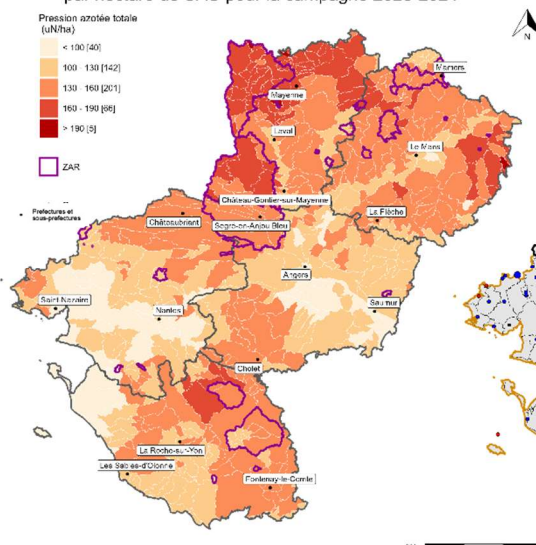 Pression azotée totale
(uN/ha)
< 100 [40]
100 - 130 [142]
130 - 160 [201]
160 - 190 [66]
> 190 [5]
ZAR
Préfectures et
sous-préfectures
N
Mamers
Mayenne
Laval
Le Mans
Château-Gontier-sur-Mayenne
La Flèche
Châteaubriant
Segré-en-Anjou Bleu
Angers
Saint-Nazaire
Nantes
Saumur
Cholet
La Roche-sur-Yon
Les Sables-d'Olonne
Fontenay-le-Comte